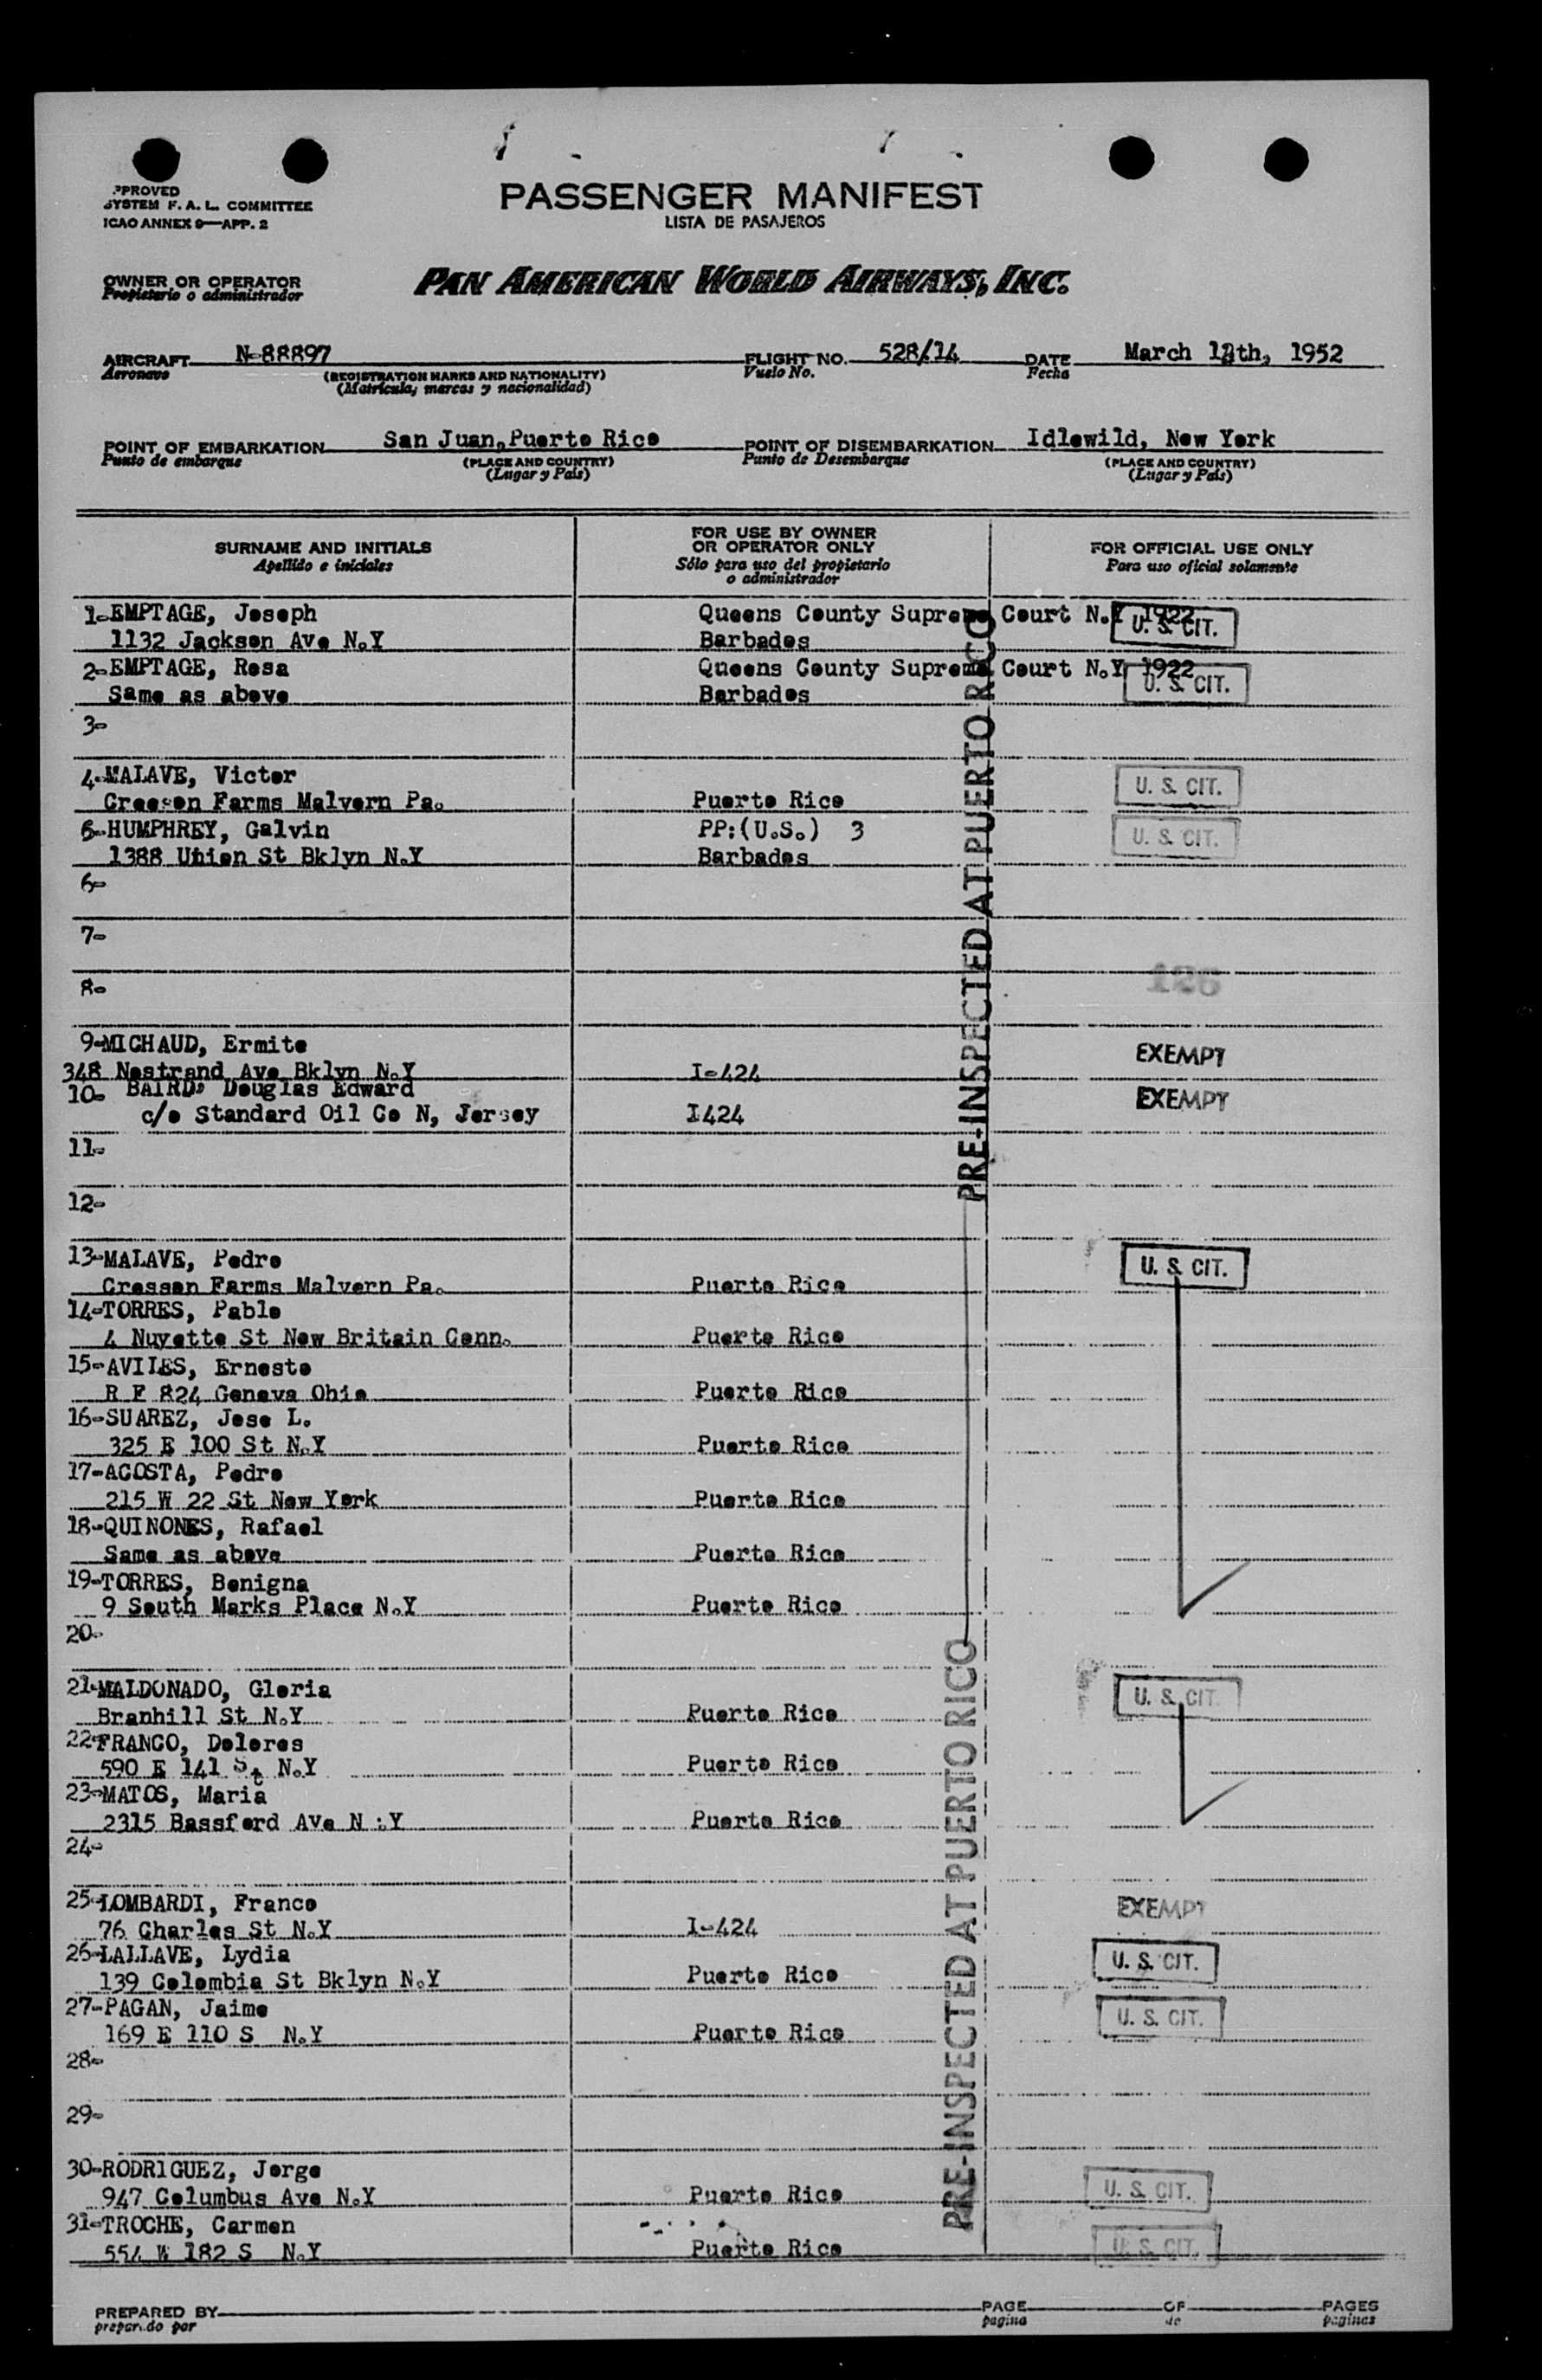 PPROVED
SYSTEM F. A. L. COMMITTEE
ICAO ANNEX 9—APP. 2
PASSENGER MANIFEST
LISTA DE PASAJEROS
OWNER OR OPERATOR
Propietario o administrador
PAN AMERICAN WORLD AIRWAYS, INC.
AIRCRAFT N-88897 FLIGHT NO. 528/14 DATE March th, 1952
Aeronave (REGISTRATION MARKS AND NATIONALITY) Vuelo No. Fecha
(Matrícula, marcas y nacionalidad)
POINT OF EMBARKATION San Juan, Puerto Rico POINT OF DISEMBARKATION Idlewild, New York
Punto de embarque (PLACE AND COUNTRY) Punto de Desembarque (PLACE AND COUNTRY)
(Lugar y País) (Lugar y País)
SURNAME AND INITIALS FOR USE BY OWNER OR OPERATOR ONLY FOR OFFICIAL USE ONLY
Apellido e iniciales Sólo para uso del propietario o administrador Para uso oficial solamente
1-EMPTAGE, Joseph Queens County Supreme Court N.Y 1922 U. S. CIT.
1132 Jackson Ave N.Y Barbados
2-EMPTAGE, Rosa Queens County Supreme Court N.Y 1922 U. S. CIT.
Same as above Barbados
3-
4-MALAVE, Victor U. S. CIT.
Creeson Farms Malvern Pa. Puerto Rico
5-HUMPHREY, Galvin PP:(U.S.) 3 U. S. CIT.
1388 Union St Bklyn N.Y Barbados
6-
7-
8- 126
9-MICHAUD, Ermite EXEMPT
348 Nostrand Ave Bklyn N.Y I-424
10- BAIRD, Douglas Edward EXEMPT
c/o Standard Oil Co N, Jersey I424
11-
12-
13-MALAVE, Pedro U. S. CIT.
Cresson Farms Malvern Pa. Puerto Rico
14-TORRES, Pablo
4 Nuyette St New Britain Conn. Puerto Rico
15-AVILES, Ernesto
R F 824 Geneva Ohio Puerto Rico
16-SUAREZ, Jose L.
325 E 100 St N.Y Puerto Rico
17-ACOSTA, Pedro
215 W 22 St New York Puerto Rico
18-QUINONES, Rafael
Same as above Puerto Rico
19-TORRES, Benigna
9 South Marks Place N.Y Puerto Rico
20-
21-MALDONADO, Gloria U. S. CIT.
Branhill St N.Y Puerto Rico
22-FRANCO, Dolores
590 E 141 St N.Y Puerto Rico
23-MATOS, Maria
2315 Bassford Ave N.Y Puerto Rico
24-
25-LOMBARDI, Franco EXEMPT
76 Charles St N.Y I-424
26-LALLAVE, Lydia U. S. CIT.
139 Colombia St Bklyn N.Y Puerto Rico
27-PAGAN, Jaime U. S. CIT.
169 E 110 S N.Y Puerto Rico
28-
29-
30-RODRIGUEZ, Jorge U. S. CIT.
947 Columbus Ave N.Y Puerto Rico
31-TROCHE, Carmen U. S. CIT.
554 W 182 S N.Y Puerto Rico
PRE-INSPECTED AT PUERTO RICO
PRE-INSPECTED AT PUERTO RICO
PREPARED BY PAGE OF PAGES
preparado por pagina de paginas